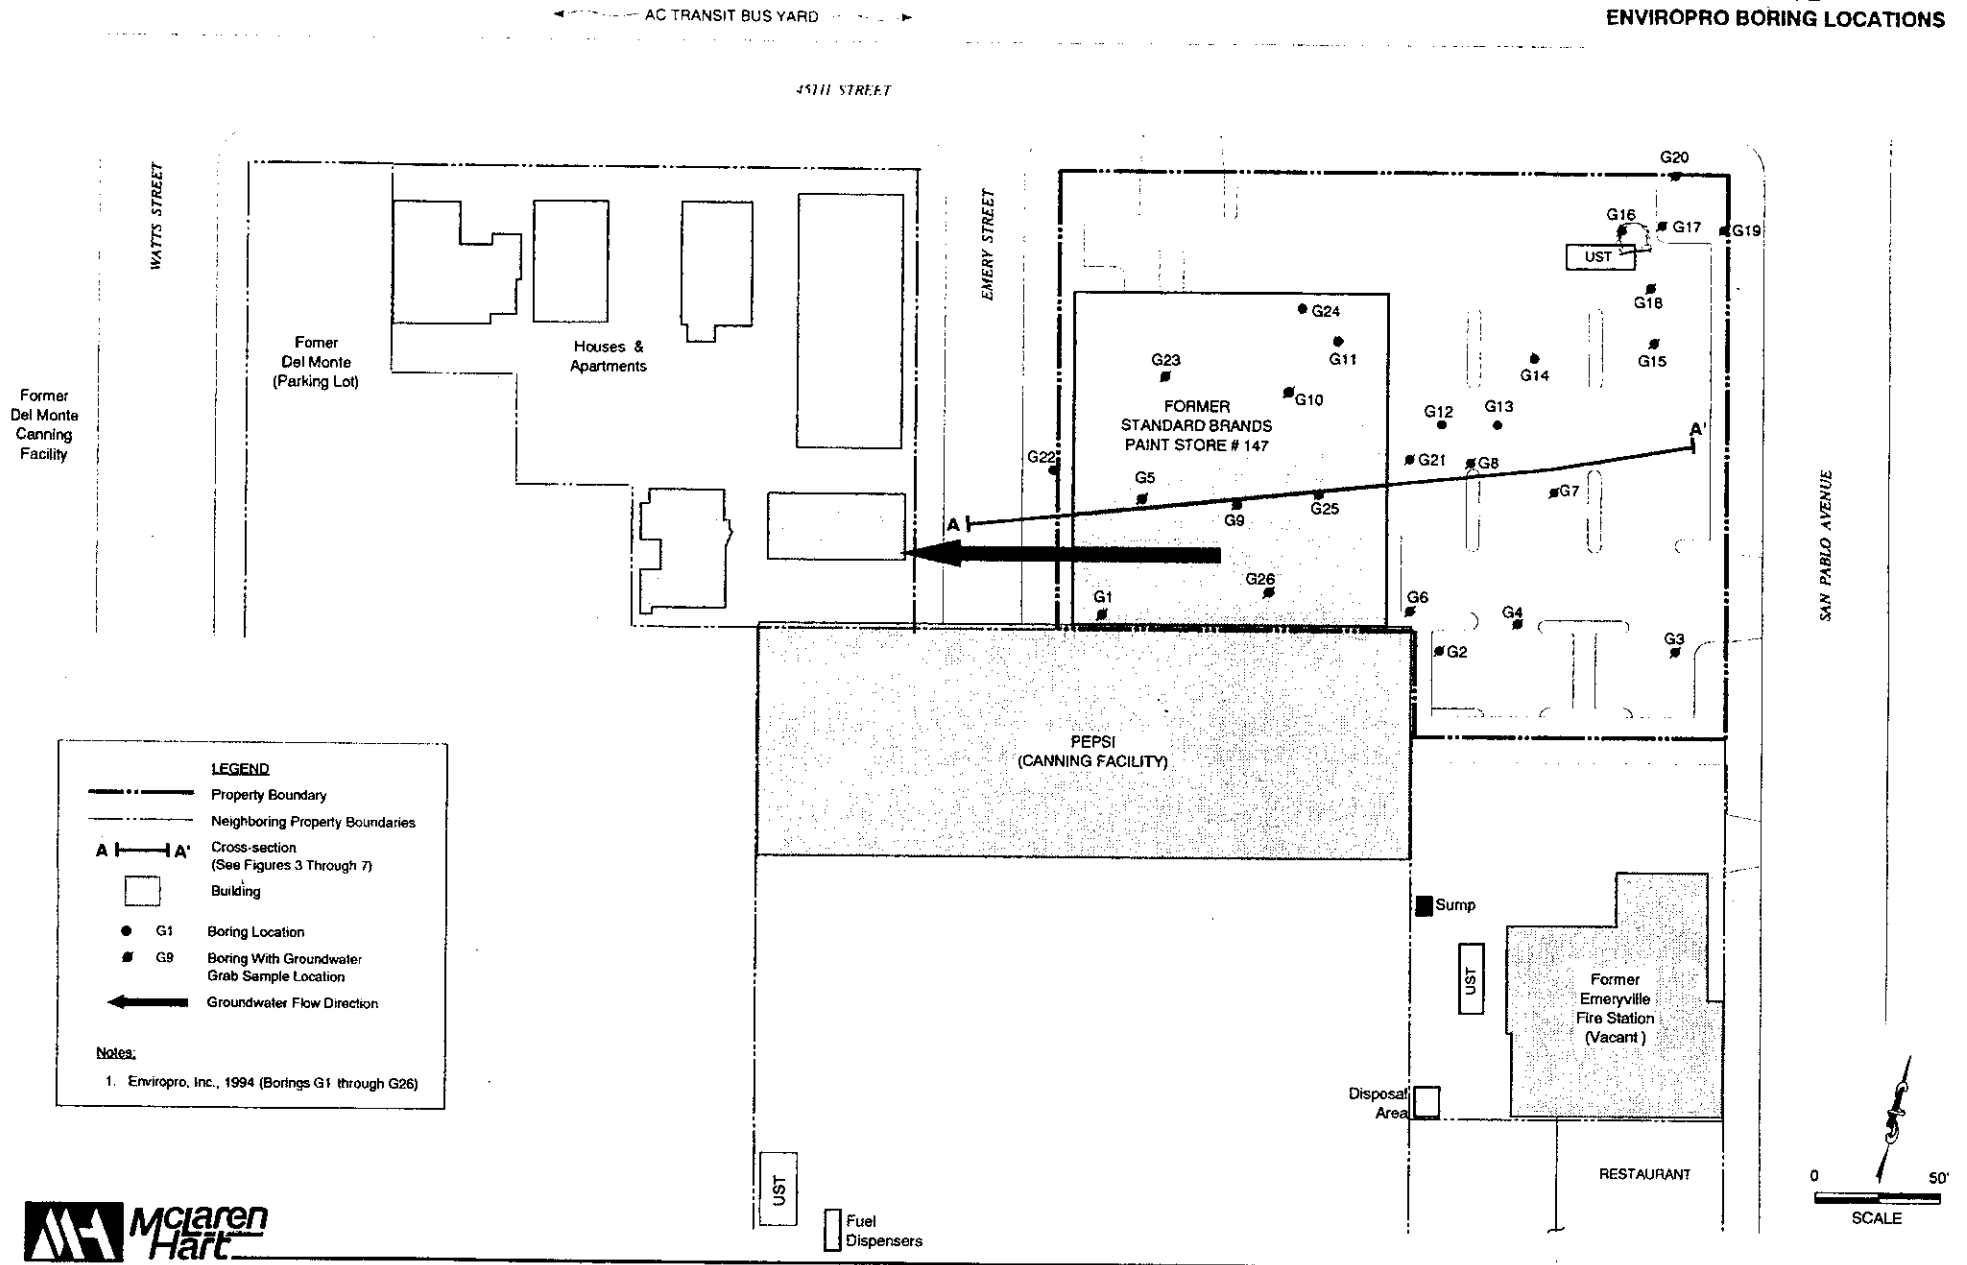 AC TRANSIT BUS YARD
ENVIROPRO BORING LOCATIONS
45TH STREET
WATTS STREET
EMERY STREET
SAN PABLO AVENUE
G20
G16
G17
G19
UST
G18
G24
G11
G15
G14
G23
G10
G12
G13
FORMER
STANDARD BRANDS
PAINT STORE # 147
A'
G22
G21
G8
G5
G7
G9
G25
A
G26
G1
G6
G4
G2
G3
Fomer
Del Monte
(Parking Lot)
Houses &
Apartments
Former
Del Monte
Canning
Facility
PEPSI
(CANNING FACILITY)
LEGEND
Property Boundary
Neighboring Property Boundaries
A A' Cross-section
(See Figures 3 Through 7)
Building
G1 Boring Location
G9 Boring With Groundwater
Grab Sample Location
Groundwater Flow Direction
Notes:
1. Enviropro, Inc., 1994 (Borings G1 through G26)
Sump
UST
Former
Emeryville
Fire Station
(Vacant)
Disposal
Area
RESTAURANT
UST
Fuel
Dispensers
0 50'
SCALE
McLaren
Hart